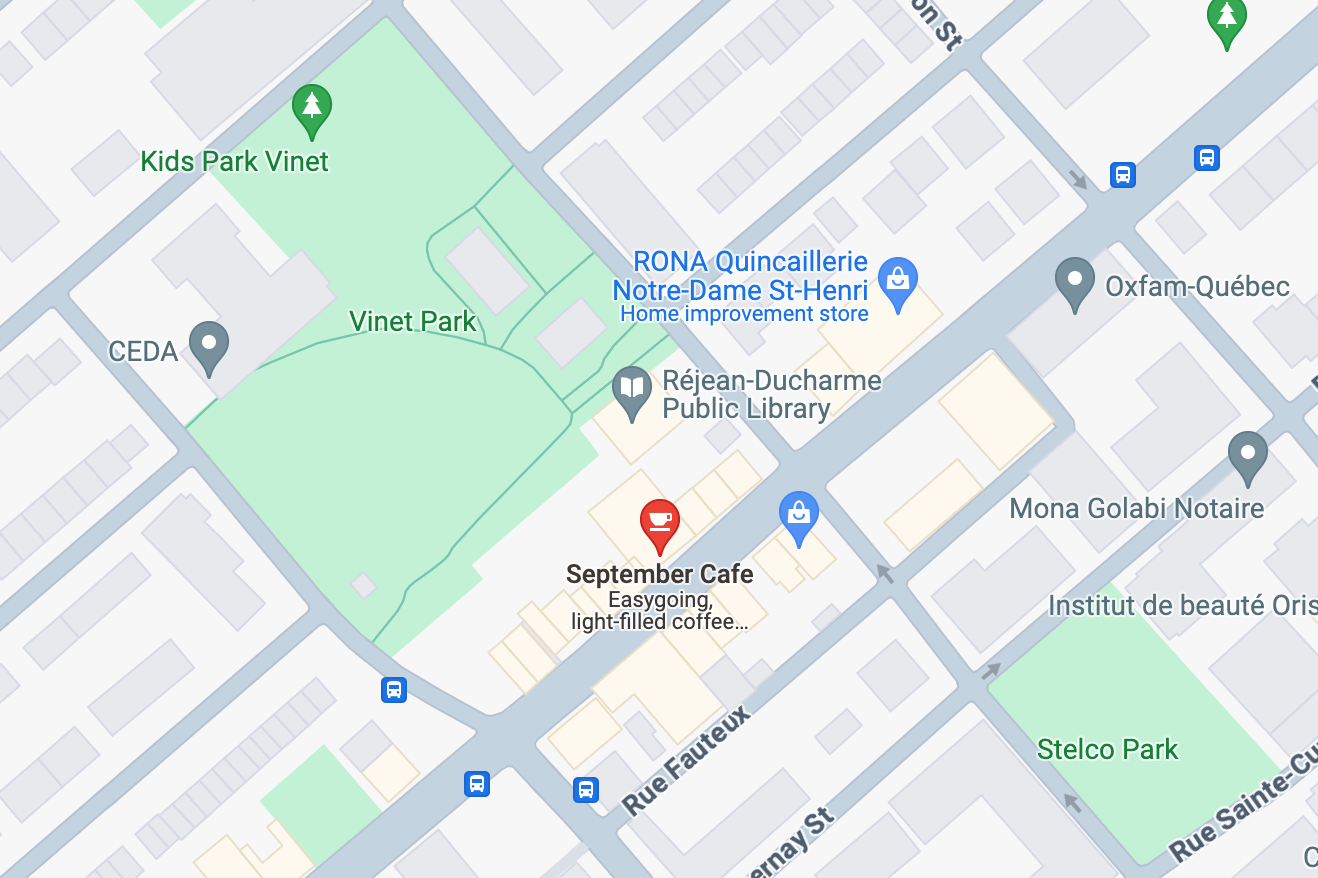 on St
Kids Park Vinet
RONA Quincaillerie
Notre-Dame St-Henri
Home improvement store
Oxfam-Québec
Vinet Park
CEDA
Réjean-Ducharme
Public Library
Mona Golabi Notaire
September Cafe
Easygoing,
light-filled coffee...
Institut de beauté Oris
Stelco Park
Rue Fauteux
ernay St
Rue Sainte-Cu